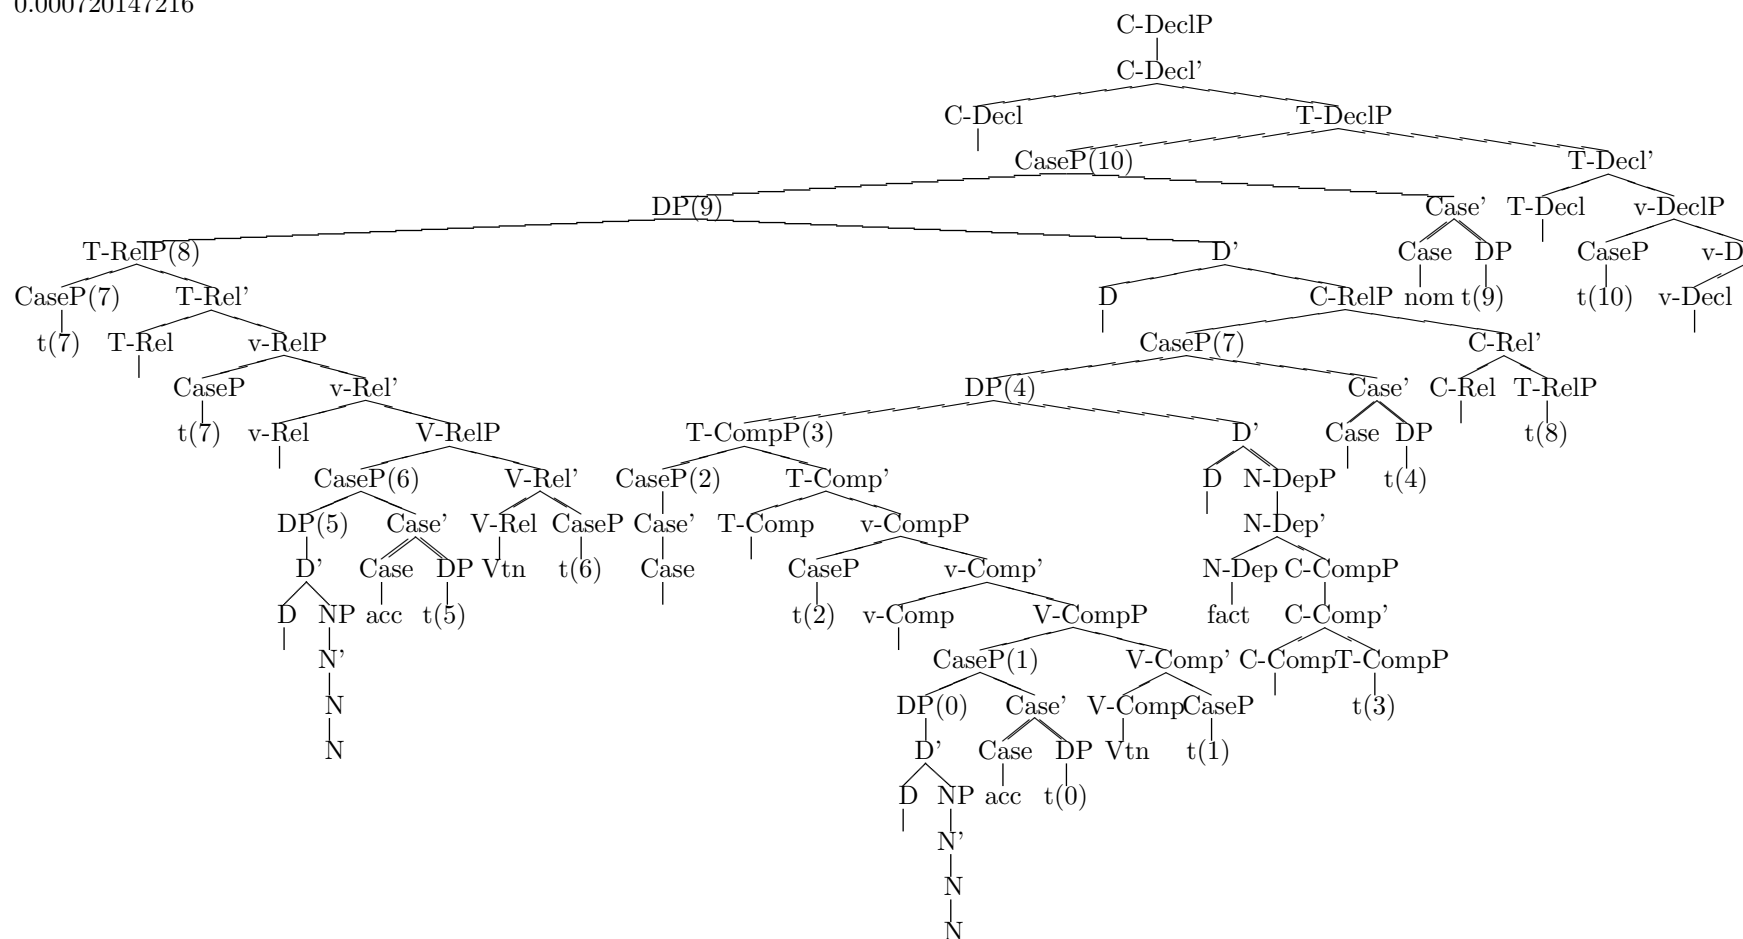 0.000720147216
C-DeclP
C-Decl’
C-Decl T-DeclP
CaseP(10) T-Decl’
DP(9) Case’ T-Decl v-DeclP
T-RelP(8) D’ Case DP CaseP v-D
CaseP(7) T-Rel’ D C-RelP nom t(9) t(10) v-Decl
t(7) T-Rel v-RelP CaseP(7) C-Rel’
CaseP v-Rel’ DP(4) Case’ C-Rel T-RelP
t(7) v-Rel V-RelP T-CompP(3) D’ Case DP t(8)
CaseP(6) V-Rel’ CaseP(2) T-Comp’ D N-DepP t(4)
DP(5) Case’ V-Rel CaseP Case’ T-Comp v-CompP N-Dep’
D’ Case DP Vtn t(6) Case CaseP v-Comp’ N-Dep C-CompP
D NP acc t(5) t(2) v-Comp V-CompP fact C-Comp’
N’ CaseP(1) V-Comp’ C-Comp T-CompP
N DP(0) Case’ V-Comp CaseP t(3)
N D’ Case DP Vtn t(1)
D NP acc t(0)
N’
N
N